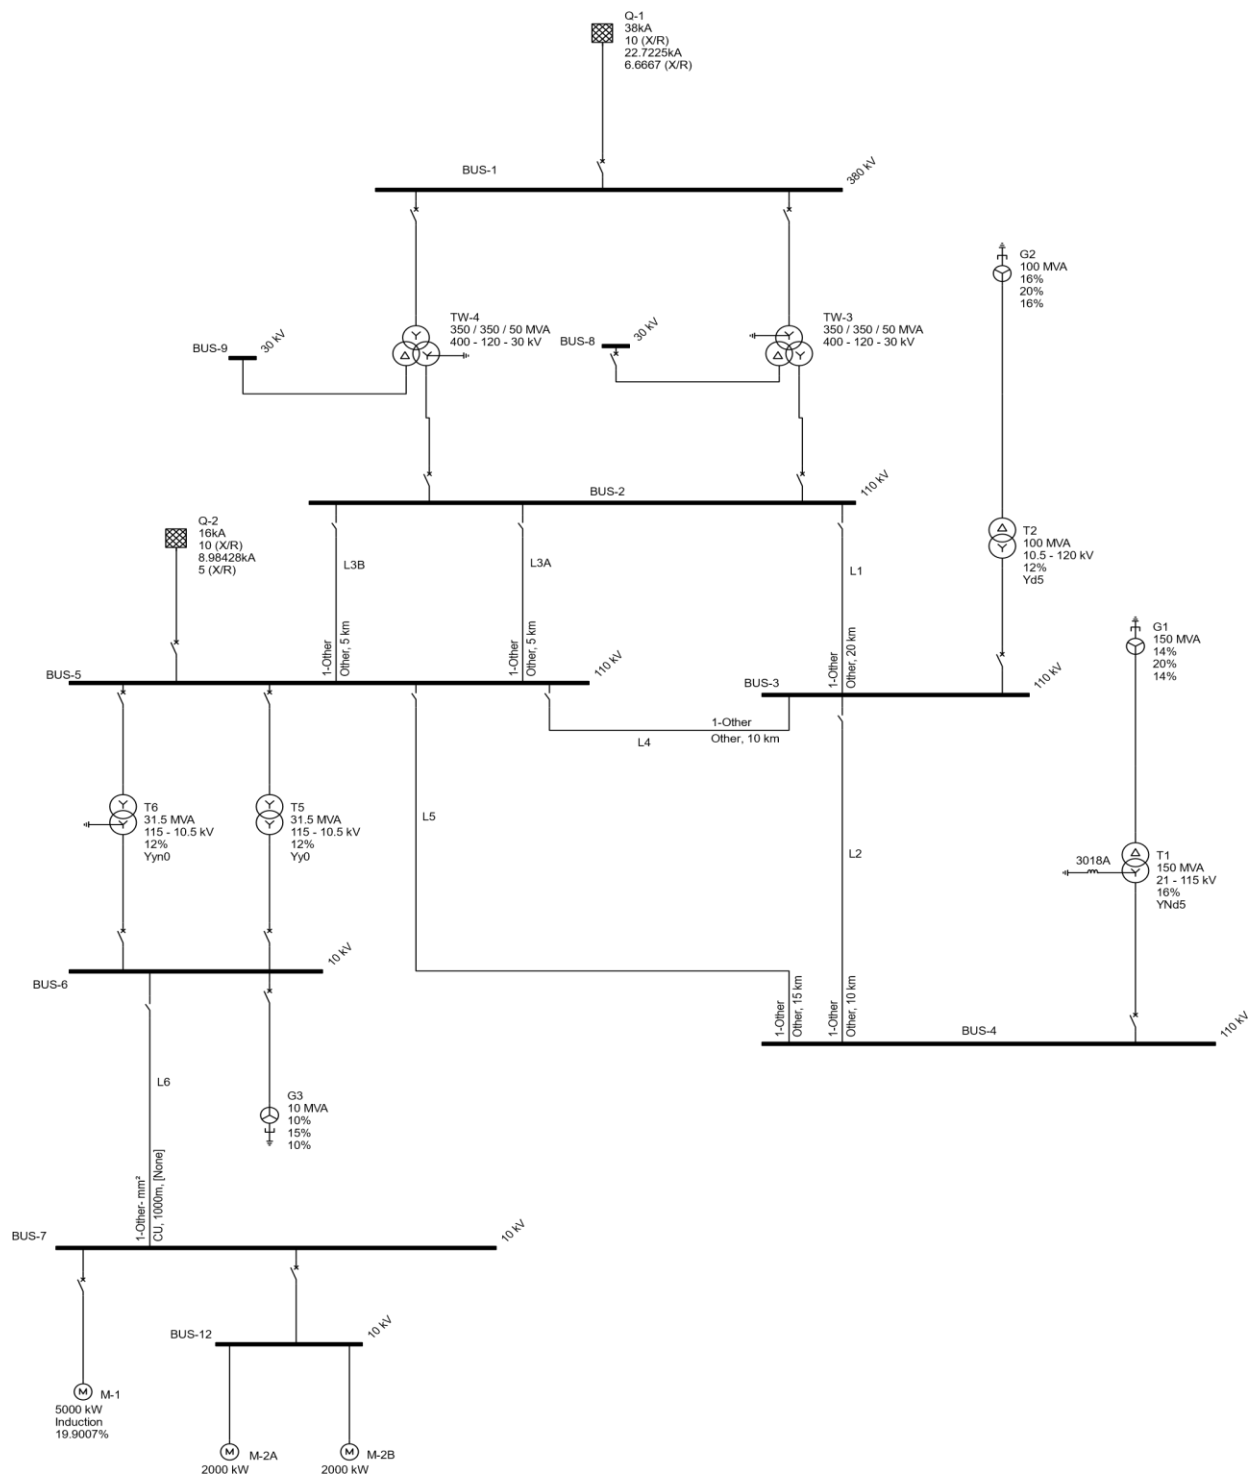 Q-1
38kA
10 (X/R)
22.7225kA
6.6667 (X/R)
BUS-1
380 kV
G2
100 MVA
16%
20%
16%
TW-4
350 / 350 / 50 MVA
400 - 120 - 30 kV
TW-3
350 / 350 / 50 MVA
400 - 120 - 30 kV
BUS-9
30 kV
BUS-8
30 kV
BUS-2
110 kV
Q-2
16kA
10 (X/R)
8.98428kA
5 (X/R)
T2
100 MVA
10.5 - 120 kV
12%
Yd5
L3B
L3A
L1
1-Other
Other, 5 km
1-Other
Other, 5 km
1-Other
Other, 20 km
G1
150 MVA
14%
20%
14%
BUS-5
110 kV
BUS-3
110 kV
1-Other
Other, 10 km
L4
T6
31.5 MVA
115 - 10.5 kV
12%
Yyn0
T5
31.5 MVA
115 - 10.5 kV
12%
Yy0
L5
L2
3018A
T1
150 MVA
21 - 115 kV
16%
YNd5
BUS-6
10 kV
1-Other
Other, 15 km
1-Other
Other, 10 km
BUS-4
110 kV
L6
G3
10 MVA
10%
15%
10%
1-Other- mm²
CU, 1000m, [None]
BUS-7
10 kV
BUS-12
10 kV
M
M-1
5000 kW
Induction
19.9007%
M
M-2A
2000 kW
M
M-2B
2000 kW